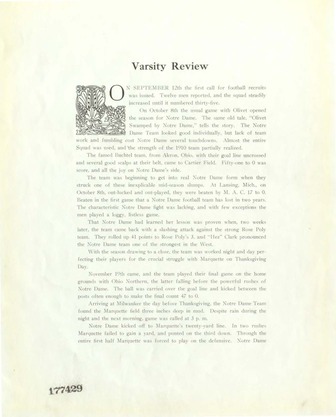 Varsity Review
ON SEPTEMBER 12th the first call for football recruits
was issued. Twelve men reported, and the squad steadily
increased until it numbered thirty-five.
On October 8th the usual game with Olivet opened
the season for Notre Dame. The same old tale, "Olivet
Swamped by Notre Dame," tells the story. The Notre
Dame Team looked good individually, but lack of team
work and fumbling cost Notre Dame several touchdowns. Almost the entire
Squad was used, and the strength of the 1910 team partially realized.
The famed Buchtel team, from Akron, Ohio, with their goal line uncrossed
and several good scalps at their belt, came to Cartier Field. Fifty-one to 0 was
score, and all the joy on Notre Dame's side.
The team was beginning to get into real Notre Dame form when they
struck one of those inexplicable mid-season slumps. At Lansing, Mich., on
October 8th, out-lucked and out-played, they were beaten by M. A. C. 17 to 0.
Beaten in the first game that a Notre Dame football team has lost in two years.
The characteristic Notre Dame fight was lacking, and with few exceptions the
men played a loggy, listless game.
That Notre Dame had learned her lesson was proven when, two weeks
later, the team came back with a slashing attack against the strong Rose Poly
team. They rolled up 41 points to Rose Poly's 3, and "Hec" Clark pronounced
the Notre Dame team one of the strongest in the West.
With the season drawing to a close, the team was worked night and day per-
fecting their players for the crucial struggle with Marquette on Thanksgiving
Day.
November 19th came, and the team played their final game on the home
grounds with Ohio Northern, the latter falling before the powerful rushes of
Notre Dame. The ball was carried over the goal line and kicked between the
posts often enough to make the final count 47 to 0.
Arriving at Milwaukee the day before Thanksgiving, the Notre Dame Team
found the Marquette field three inches deep in mud. Despite rain during the
night and the next morning, game was called at 3 p. m.
Notre Dame kicked off to Marquette's twenty-yard line. In two rushes
Marquette failed to gain a yard, and punted on the third down. Through the
entire first half Marquette was forced to play on the defensive. Notre Dame
177429